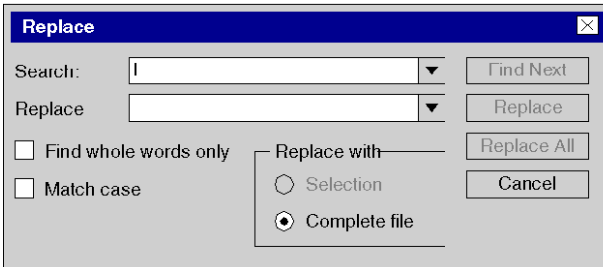 Replace
Search:
Find Next
Replace
Replace
Find whole words only
Replace with
Replace All
Match case
Selection
Cancel
Complete file